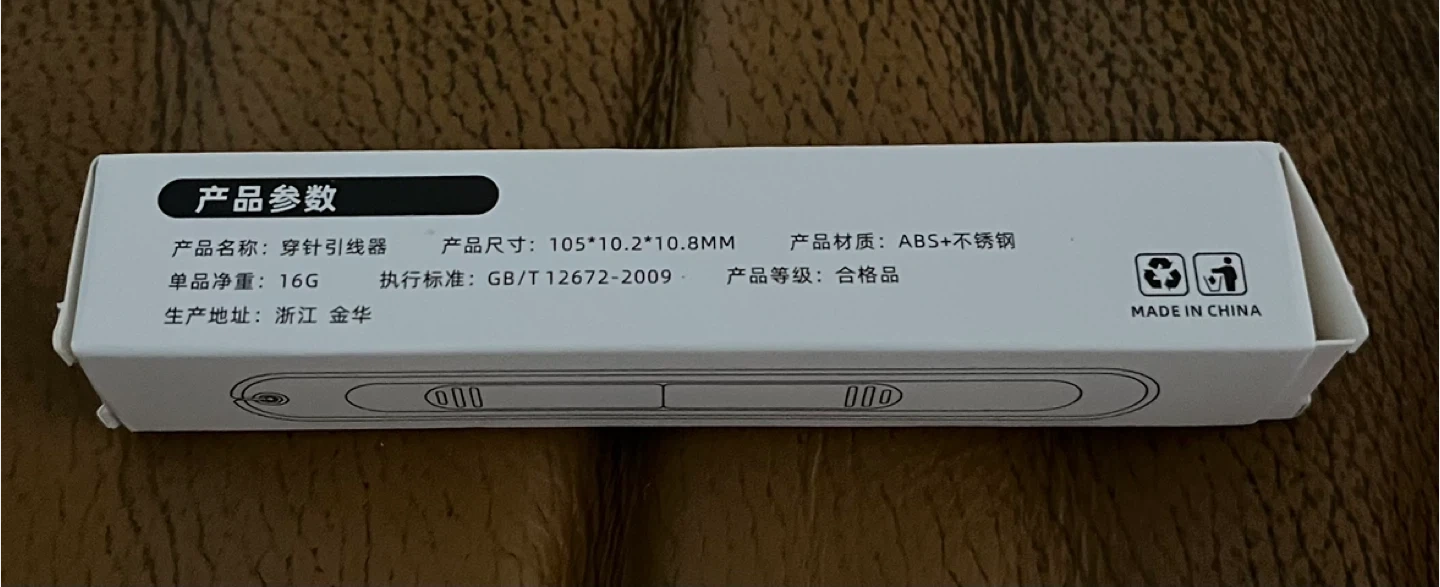 产品参数
产品名称：穿针引线器 产品尺寸：105*10.2*10.8MM 产品材质：ABS+不锈钢
单品净重：16G 执行标准：GB/T 12672-2009 产品等级：合格品
生产地址：浙江 金华
MADE IN CHINA